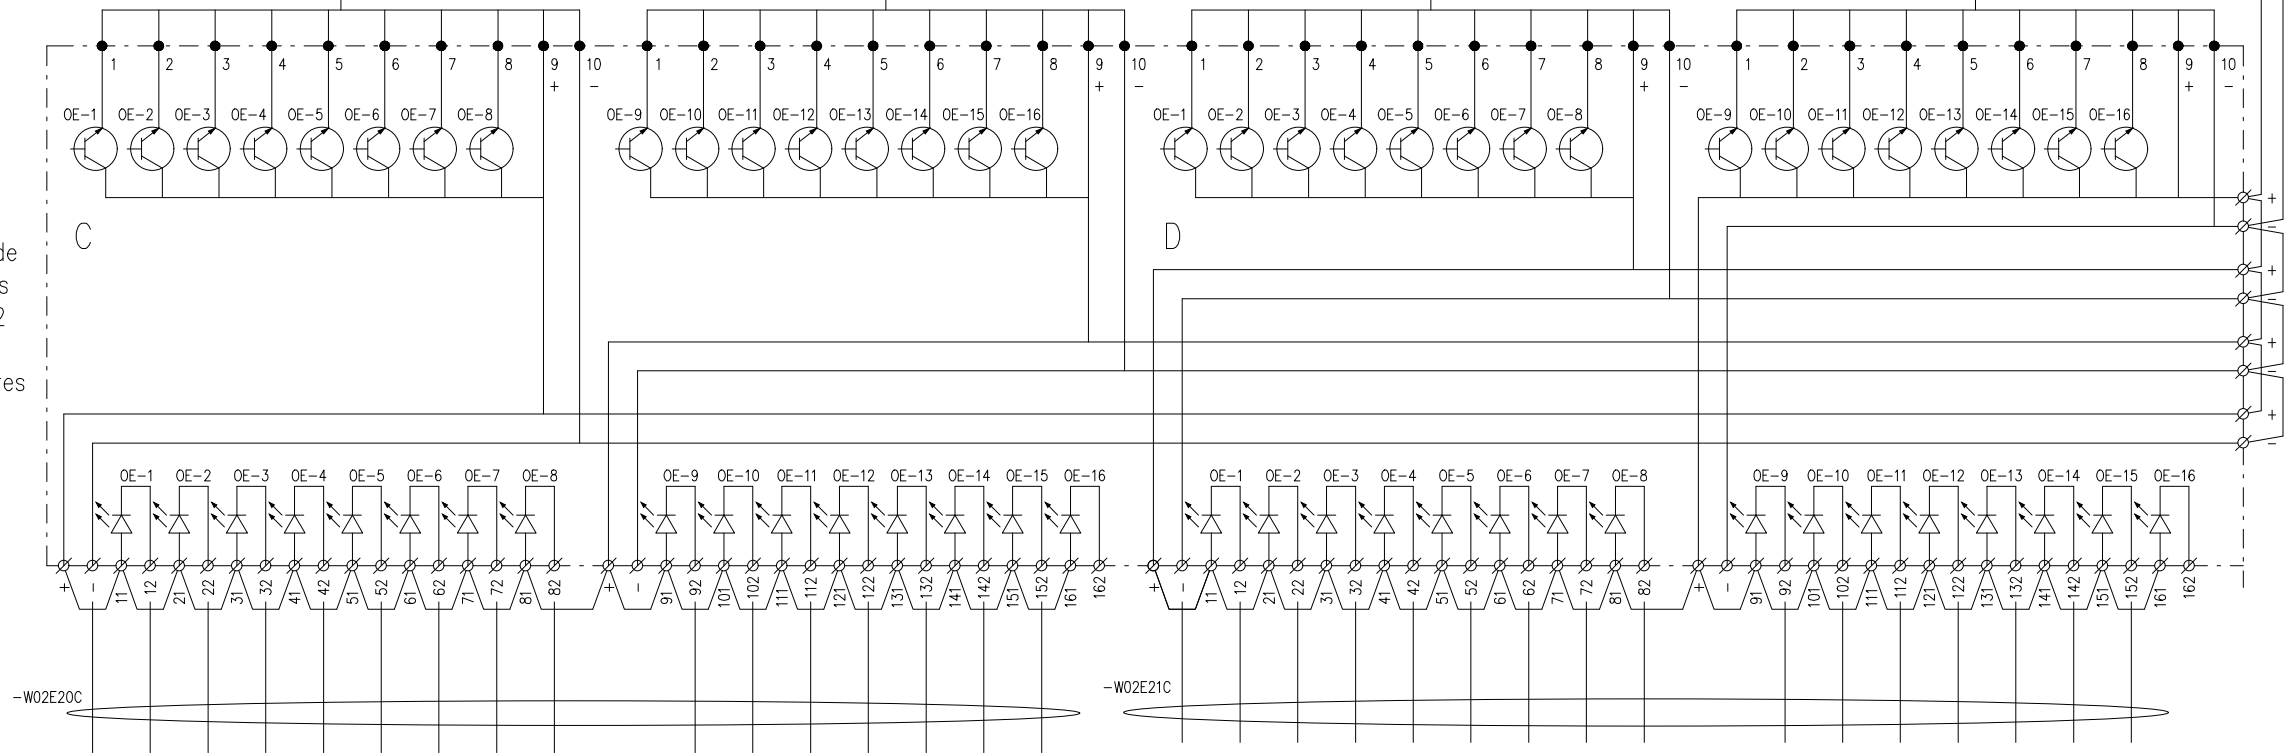 1 2 3 4 5 6 7 8 9 10 1 2 3 4 5 6 7 8 9 10 1 2 3 4 5 6 7 8 9 10 1 2 3 4 5 6 7 8 9 10
+ − + − + − + −
OE-1 OE-2 OE-3 OE-4 OE-5 OE-6 OE-7 OE-8 OE-9 OE-10 OE-11 OE-12 OE-13 OE-14 OE-15 OE-16 OE-1 OE-2 OE-3 OE-4 OE-5 OE-6 OE-7 OE-8 OE-9 OE-10 OE-11 OE-12 OE-13 OE-14 OE-15 OE-16
+
−
C D
de
+
s
−
2
+
−
res
+
−
OE-1 OE-2 OE-3 OE-4 OE-5 OE-6 OE-7 OE-8 OE-9 OE-10 OE-11 OE-12 OE-13 OE-14 OE-15 OE-16 OE-1 OE-2 OE-3 OE-4 OE-5 OE-6 OE-7 OE-8 OE-9 OE-10 OE-11 OE-12 OE-13 OE-14 OE-15 OE-16
+ − 11 12 21 22 31 32 41 42 51 52 61 62 71 72 81 82 + − 91 92 101 102 111 112 121 122 131 132 141 142 151 152 161 162 + − 11 12 21 22 31 32 41 42 51 52 61 62 71 72 81 82 + − 91 92 101 102 111 112 121 122 131 132 141 142 151 152 161 162
-W02E20C -W02E21C